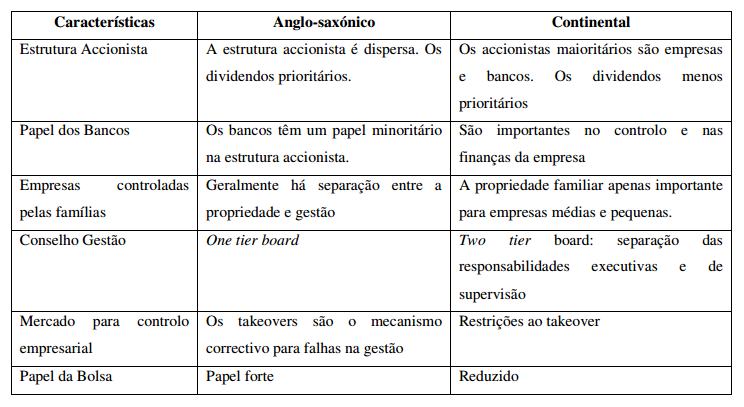 Características Anglo-saxónico Continental
Estrutura Accionista
A estrutura accionista é dispersa. Os
dividendos prioritários.
Os accionistas maioritários são empresas
e bancos. Os dividendos menos
prioritários
Papel dos Bancos
Os bancos têm um papel minoritário
na estrutura accionista.
São importantes no controlo e nas
finanças da empresa
Empresas controladas
pelas famílias
Geralmente há separação entre a
propriedade e gestão
A propriedade familiar apenas importante
para empresas médias e pequenas.
Conselho Gestão
One tier board
Two tier board: separação das
responsabilidades executivas e de
supervisão
Mercado para controlo
empresarial
Os takeovers são o mecanismo
correctivo para falhas na gestão
Restrições ao takeover
Papel da Bolsa
Papel forte
Reduzido